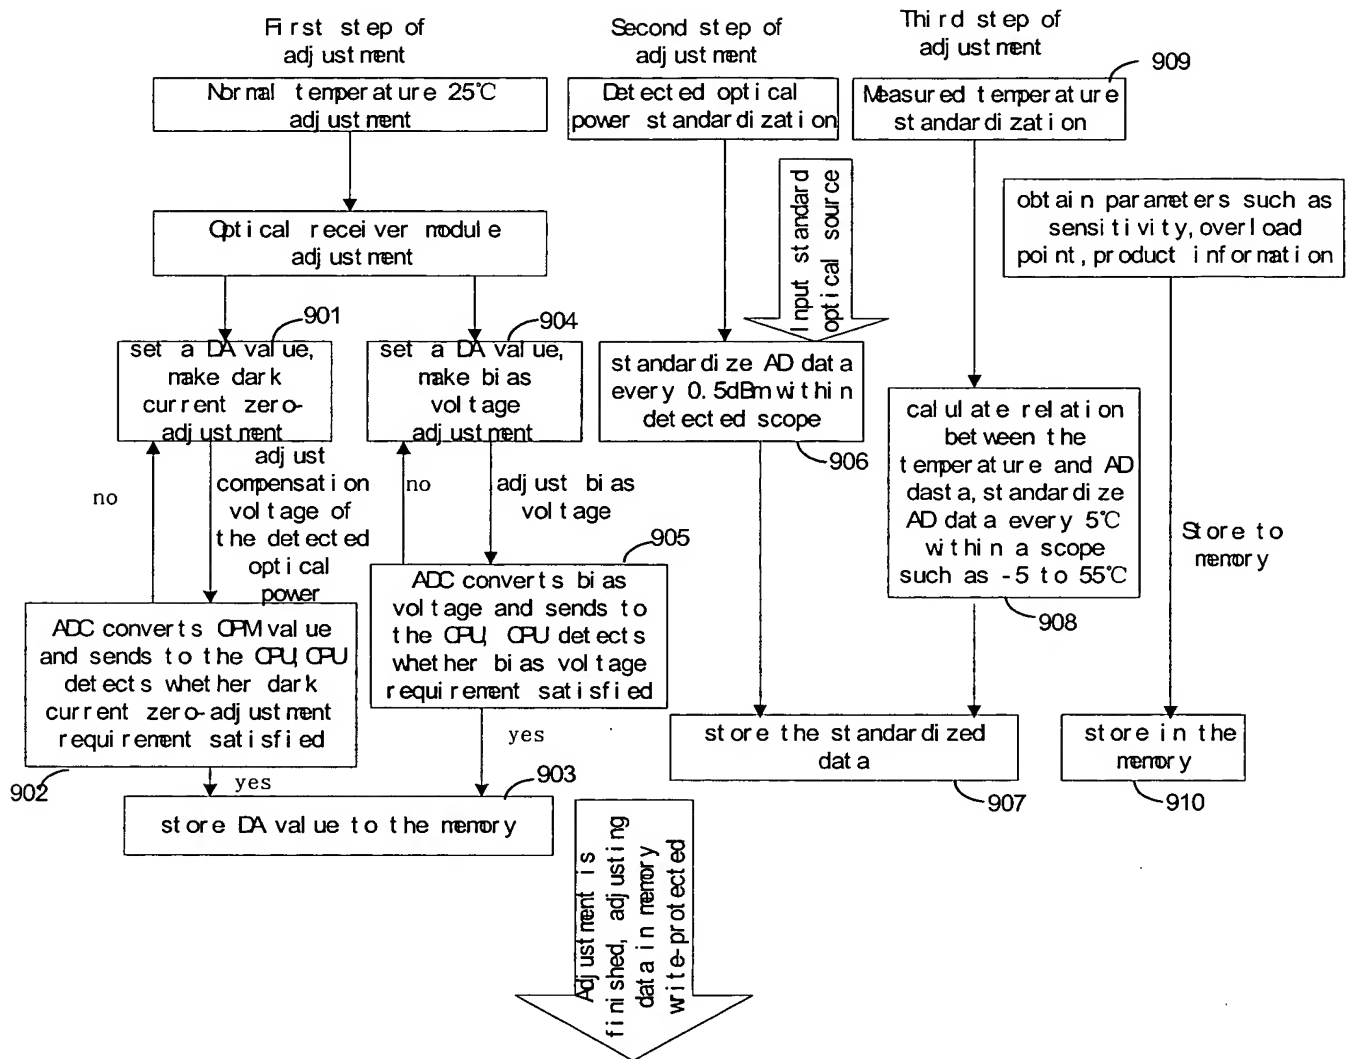 First step of
adjustment
Second step of
adjustment
Third step of
adjustment
909
Normal temperature 25℃
adjustment
Detected optical
power standardization
Measured temperature
standardization
Input standard
optical source
obtain parameters such as
sensitivity, overload
point, product information
Optical receiver module
adjustment
901
904
set a DA value,
make dark
current zero-
adjustment
set a DA value,
make bias
voltage
adjustment
standardize AD data
every 0.5dBm within
detected scope
906
calulate relation
between the
temperature and AD
dasta, standardize
AD data every 5℃
within a scope
such as -5 to 55℃
908
no
adjust
compensation
voltage of
the detected
optical
power
no
adjust bias
voltage
905
Store to
memory
ADC converts OPM value
and sends to the CPU, CPU
detects whether dark
current zero-adjustment
requirement satisfied
902
ADC converts bias
voltage and sends to
the CPU, CPU detects
whether bias voltage
requirement satisfied
yes
yes
903
store DA value to the memory
store the standardized
data
907
store in the
memory
910
Adjustment is
finished, adjusting
data in memory
write-protected